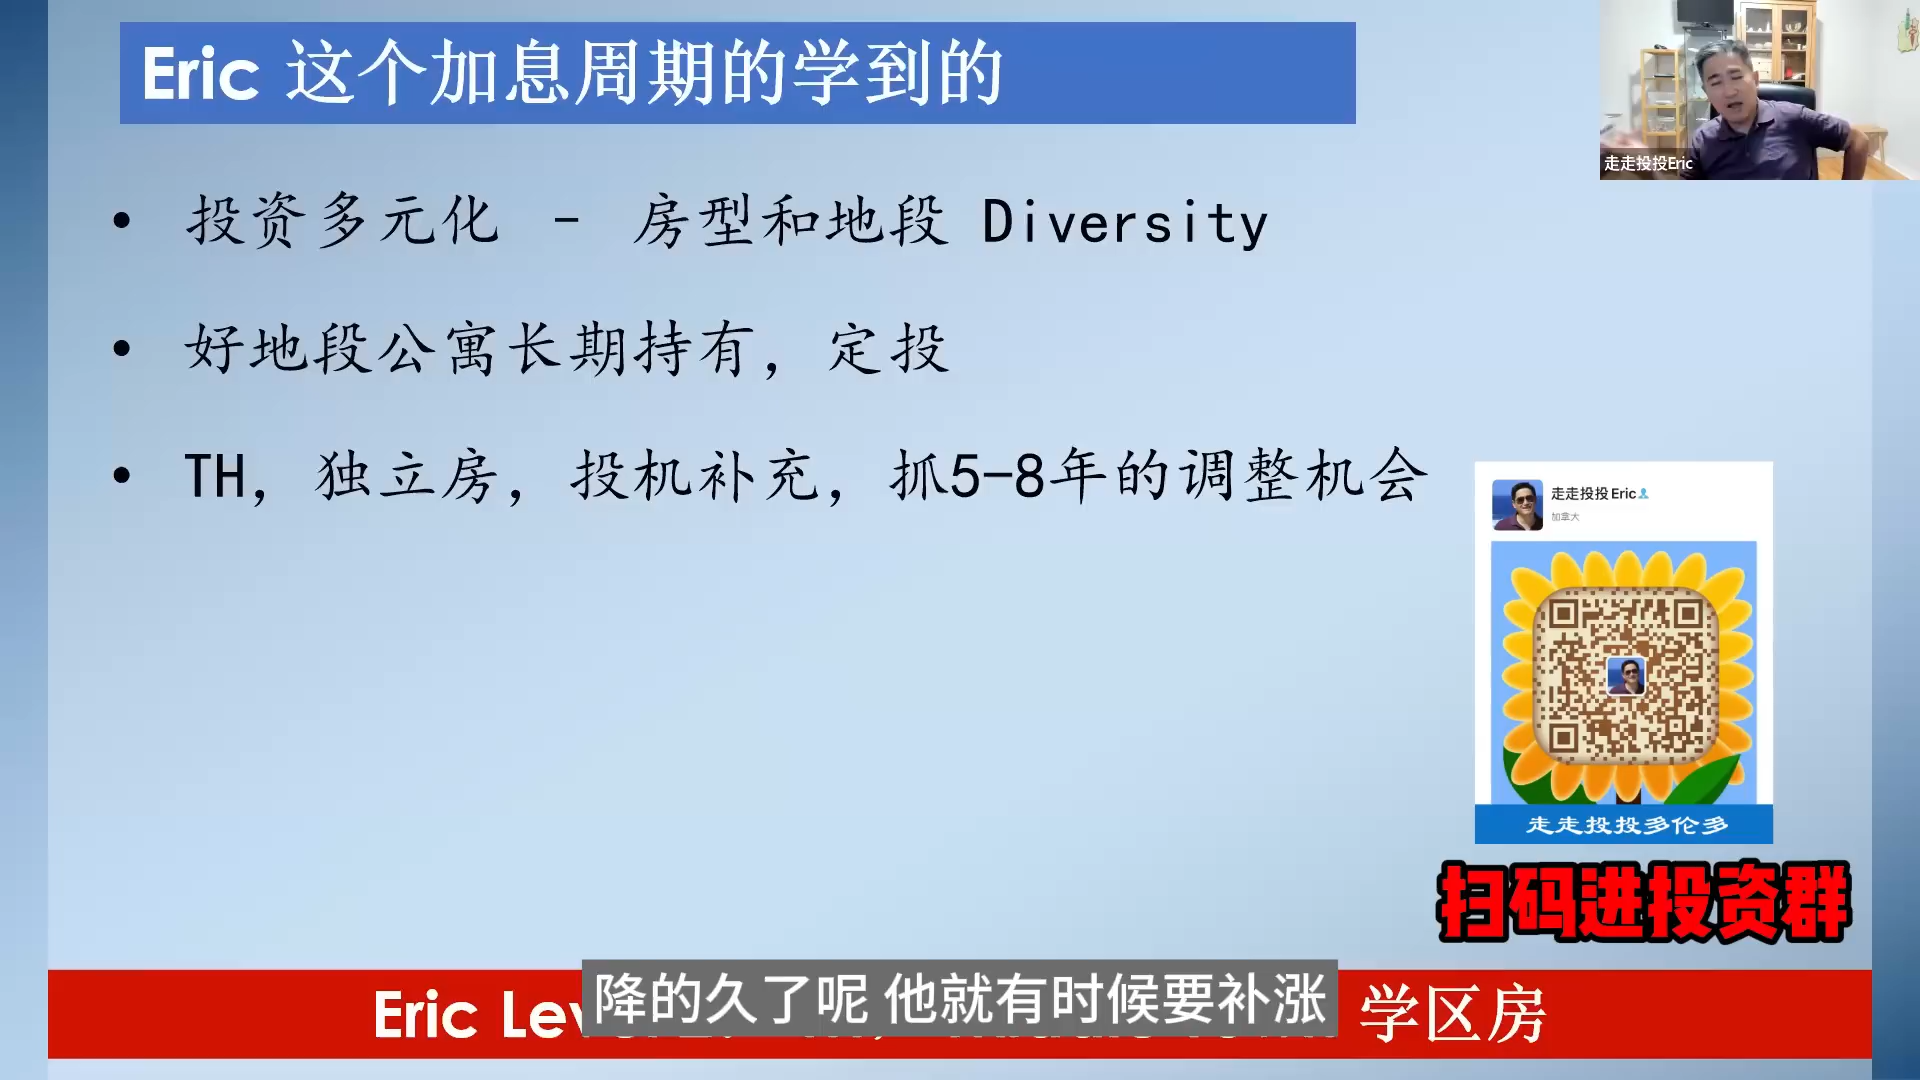 Eric 这个加息周期的学到的
走走投投Eric
• 投资多元化 - 房型和地段 Diversity
• 好地段公寓长期持有，定投
• TH，独立房，投机补充，抓5-8年的调整机会
走走投投Eric
加拿大
走走投投多伦多
扫码进投资群
降的久了呢 他就有时候要补涨
Eric Lev
学区房